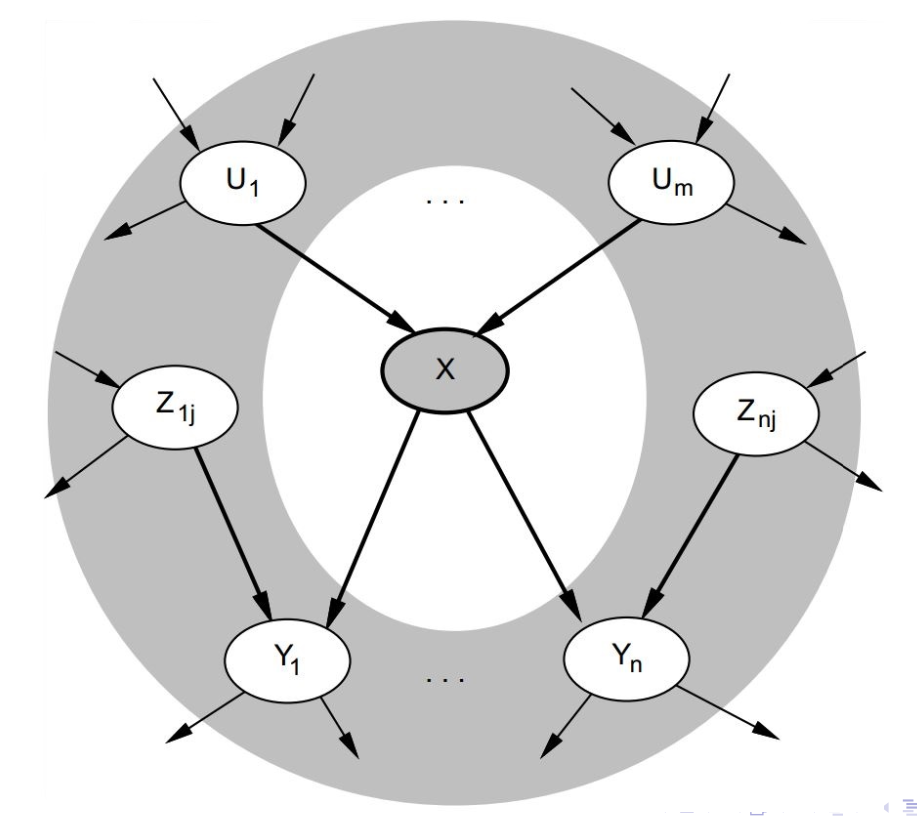 U1 Um
. . .
X
Z1j Znj
Y1 Yn
. . .